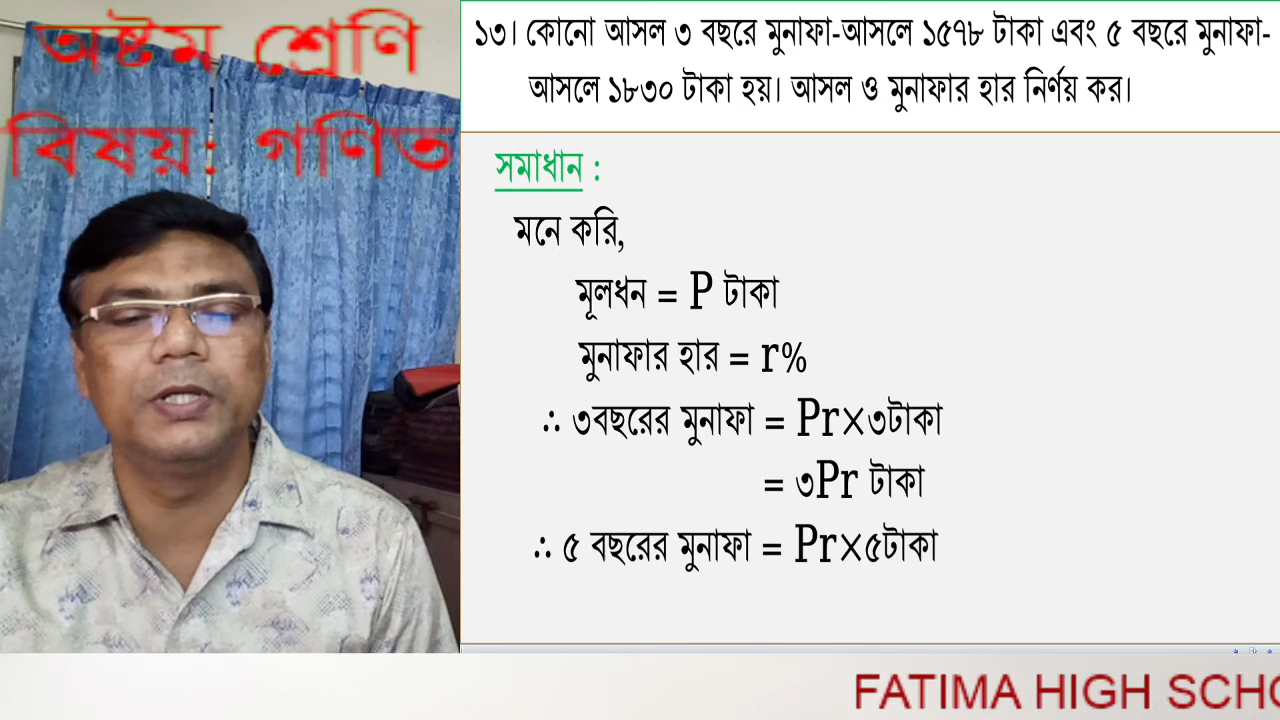 অষ্টম শ্রেণি
বিষয়: গণিত
১৩। কোনো আসল ৩ বছরে মুনাফা-আসলে ১৫৭৮ টাকা এবং ৫ বছরে মুনাফা-
আসলে ১৮৩০ টাকা হয়। আসল ও মুনাফার হার নির্ণয় কর।
সমাধান :
মনে করি,
মূলধন = P টাকা
মুনাফার হার = r%
∴ ৩বছরের মুনাফা = Pr×৩টাকা
= ৩Pr টাকা
∴ ৫ বছরের মুনাফা = Pr×৫টাকা
FATIMA HIGH SCHO